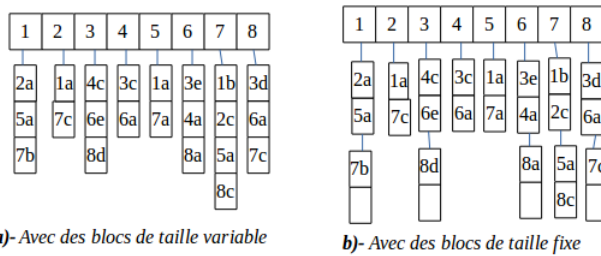 1 2 3 4 5 6 7 8
2a 1a 4c 3c 1a 3e 1b 3d
5a 7c 6e 6a 7a 4a 2c 6a
7b 8d 8a 5a 7c
8c
a)- Avec des blocs de taille variable
1 2 3 4 5 6 7 8
2a 1a 4c 3c 1a 3e 1b 3d
5a 7c 6e 6a 7a 4a 2c 6a
7b 8d 8a 5a 7c
8c
b)- Avec des blocs de taille fixe